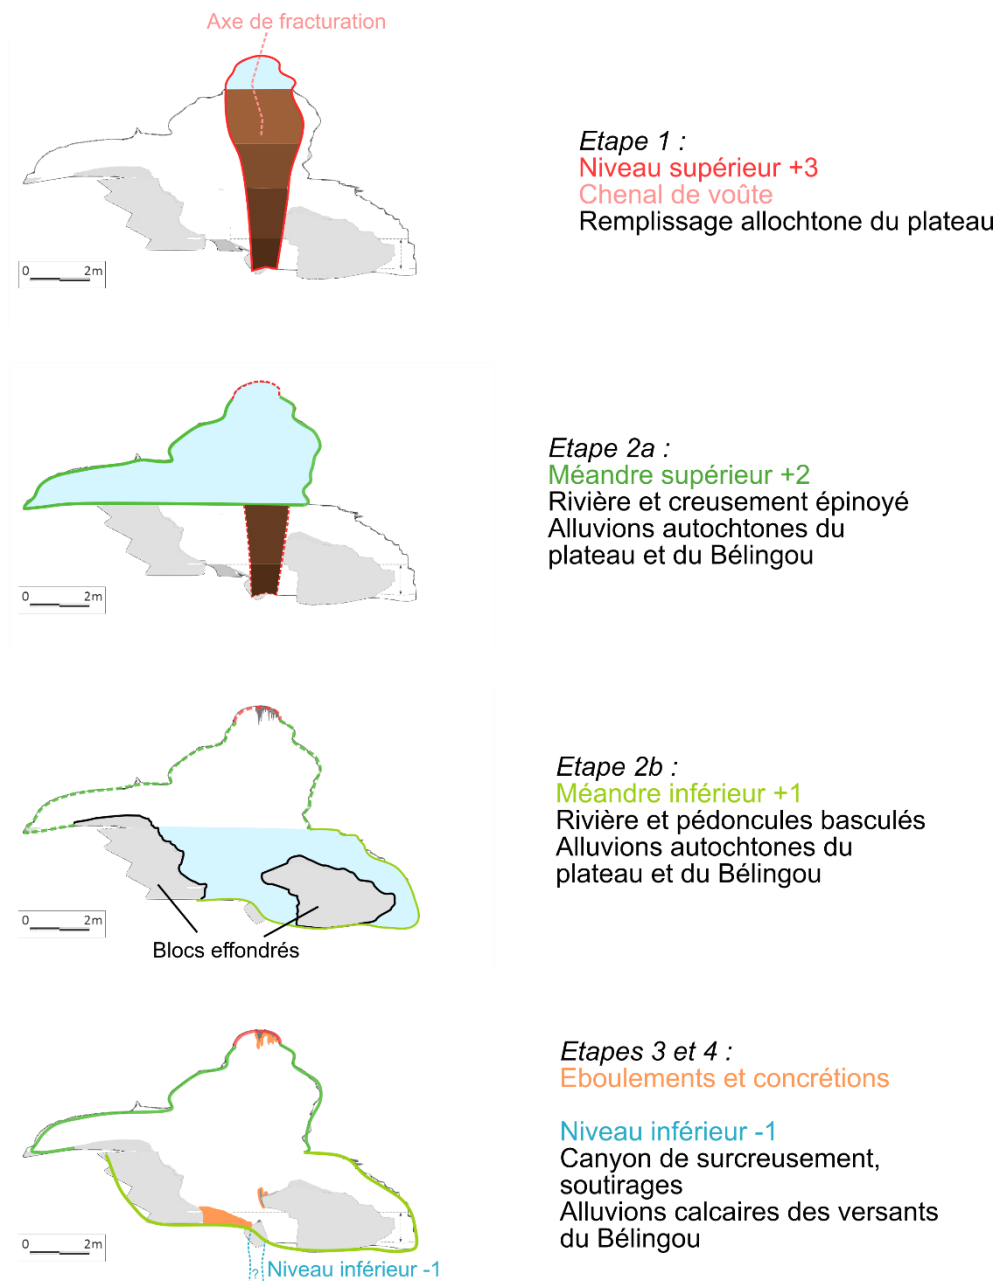 Axe de fracturation
Etape 1 :
Niveau supérieur +3
Chenal de voûte
Remplissage allochtone du plateau
0 2m
Etape 2a :
Méandre supérieur +2
Rivière et creusement épinoyé
Alluvions autochtones du
plateau et du Bélingou
0 2m
Etape 2b :
Méandre inférieur +1
Rivière et pédoncules basculés
Alluvions autochtones du
plateau et du Bélingou
0 2m
Blocs effondrés
Etapes 3 et 4 :
Eboulements et concrétions
Niveau inférieur -1
Canyon de surcreusement,
soutirages
Alluvions calcaires des versants
du Bélingou
0 2m
? Niveau inférieur -1